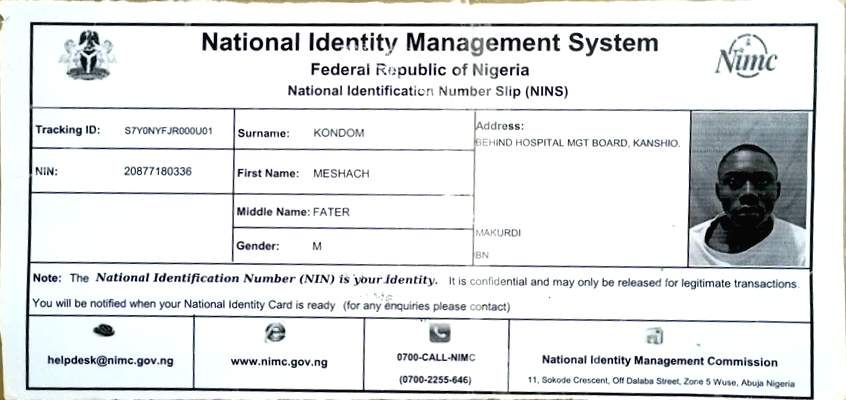 National Identity Management System
Federal Republic of Nigeria
National Identification Number Slip (NINS)
Nimc
Tracking ID: S7Y0NYFJR000U01
Surname: KONDOM
Address:
BEHIND HOSPITAL MGT BOARD, KANSHIO.
NIN: 20877180336
First Name: MESHACH
Middle Name: FATER
MAKURDI
Gender: M
BN
Note: The National Identification Number (NIN) is your identity. It is confidential and may only be released for legitimate transactions.
You will be notified when your National Identity Card is ready (for any enquiries please contact)
helpdesk@nimc.gov.ng
www.nimc.gov.ng
0700-CALL-NIMC
(0700-2255-646)
National Identity Management Commission
11, Sokode Crescent, Off Dalaba Street, Zone 5 Wuse, Abuja Nigeria